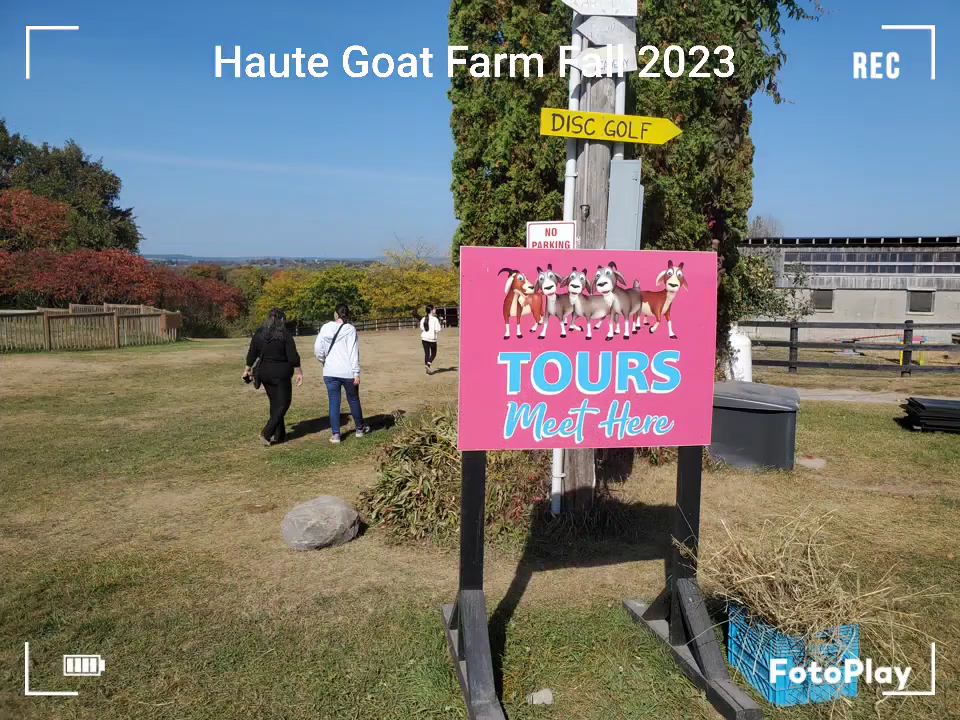 Haute Goat Farm Fall 2023
REC
DISC GOLF
NO
PARKING
TOURS
Meet Here
FotoPlay